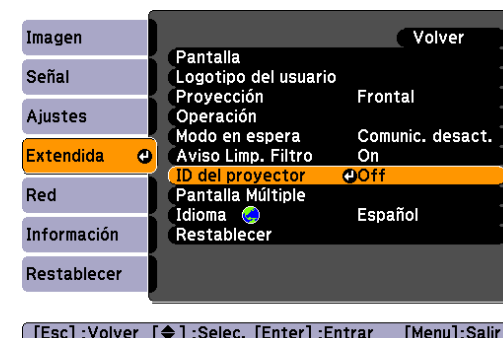 Imagen
Señal
Ajustes
Extendida
Red
Información
Restablecer
Volver
Pantalla
Logotipo del usuario
Proyección Frontal
Operación
Modo en espera Comunic. desact.
Aviso Limp. Filtro On
ID del proyector Off
Pantalla Múltiple
Idioma Español
Restablecer
[Esc]:Volver [ ]:Selec. [Enter]:Entrar [Menu]:Salir